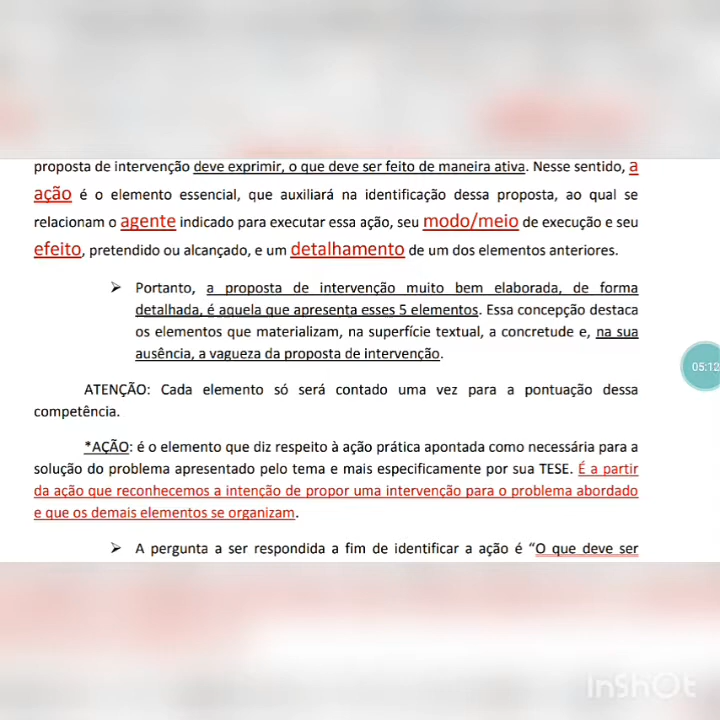 proposta de intervenção deve exprimir, o que deve ser feito de maneira ativa. Nesse sentido, a
ação é o elemento essencial, que auxiliará na identificação dessa proposta, ao qual se
relacionam o agente indicado para executar essa ação, seu modo/meio de execução e seu
efeito, pretendido ou alcançado, e um detalhamento de um dos elementos anteriores.
➢ Portanto, a proposta de intervenção muito bem elaborada, de forma
detalhada, é aquela que apresenta esses 5 elementos. Essa concepção destaca
os elementos que materializam, na superfície textual, a concretude e, na sua
ausência, a vagueza da proposta de intervenção.
05:12
ATENÇÃO: Cada elemento só será contado uma vez para a pontuação dessa
competência.
*AÇÃO: é o elemento que diz respeito à ação prática apontada como necessária para a
solução do problema apresentado pelo tema e mais especificamente por sua TESE. É a partir
da ação que reconhecemos a intenção de propor uma intervenção para o problema abordado
e que os demais elementos se organizam.
➢ A pergunta a ser respondida a fim de identificar a ação é “O que deve ser
InShOt